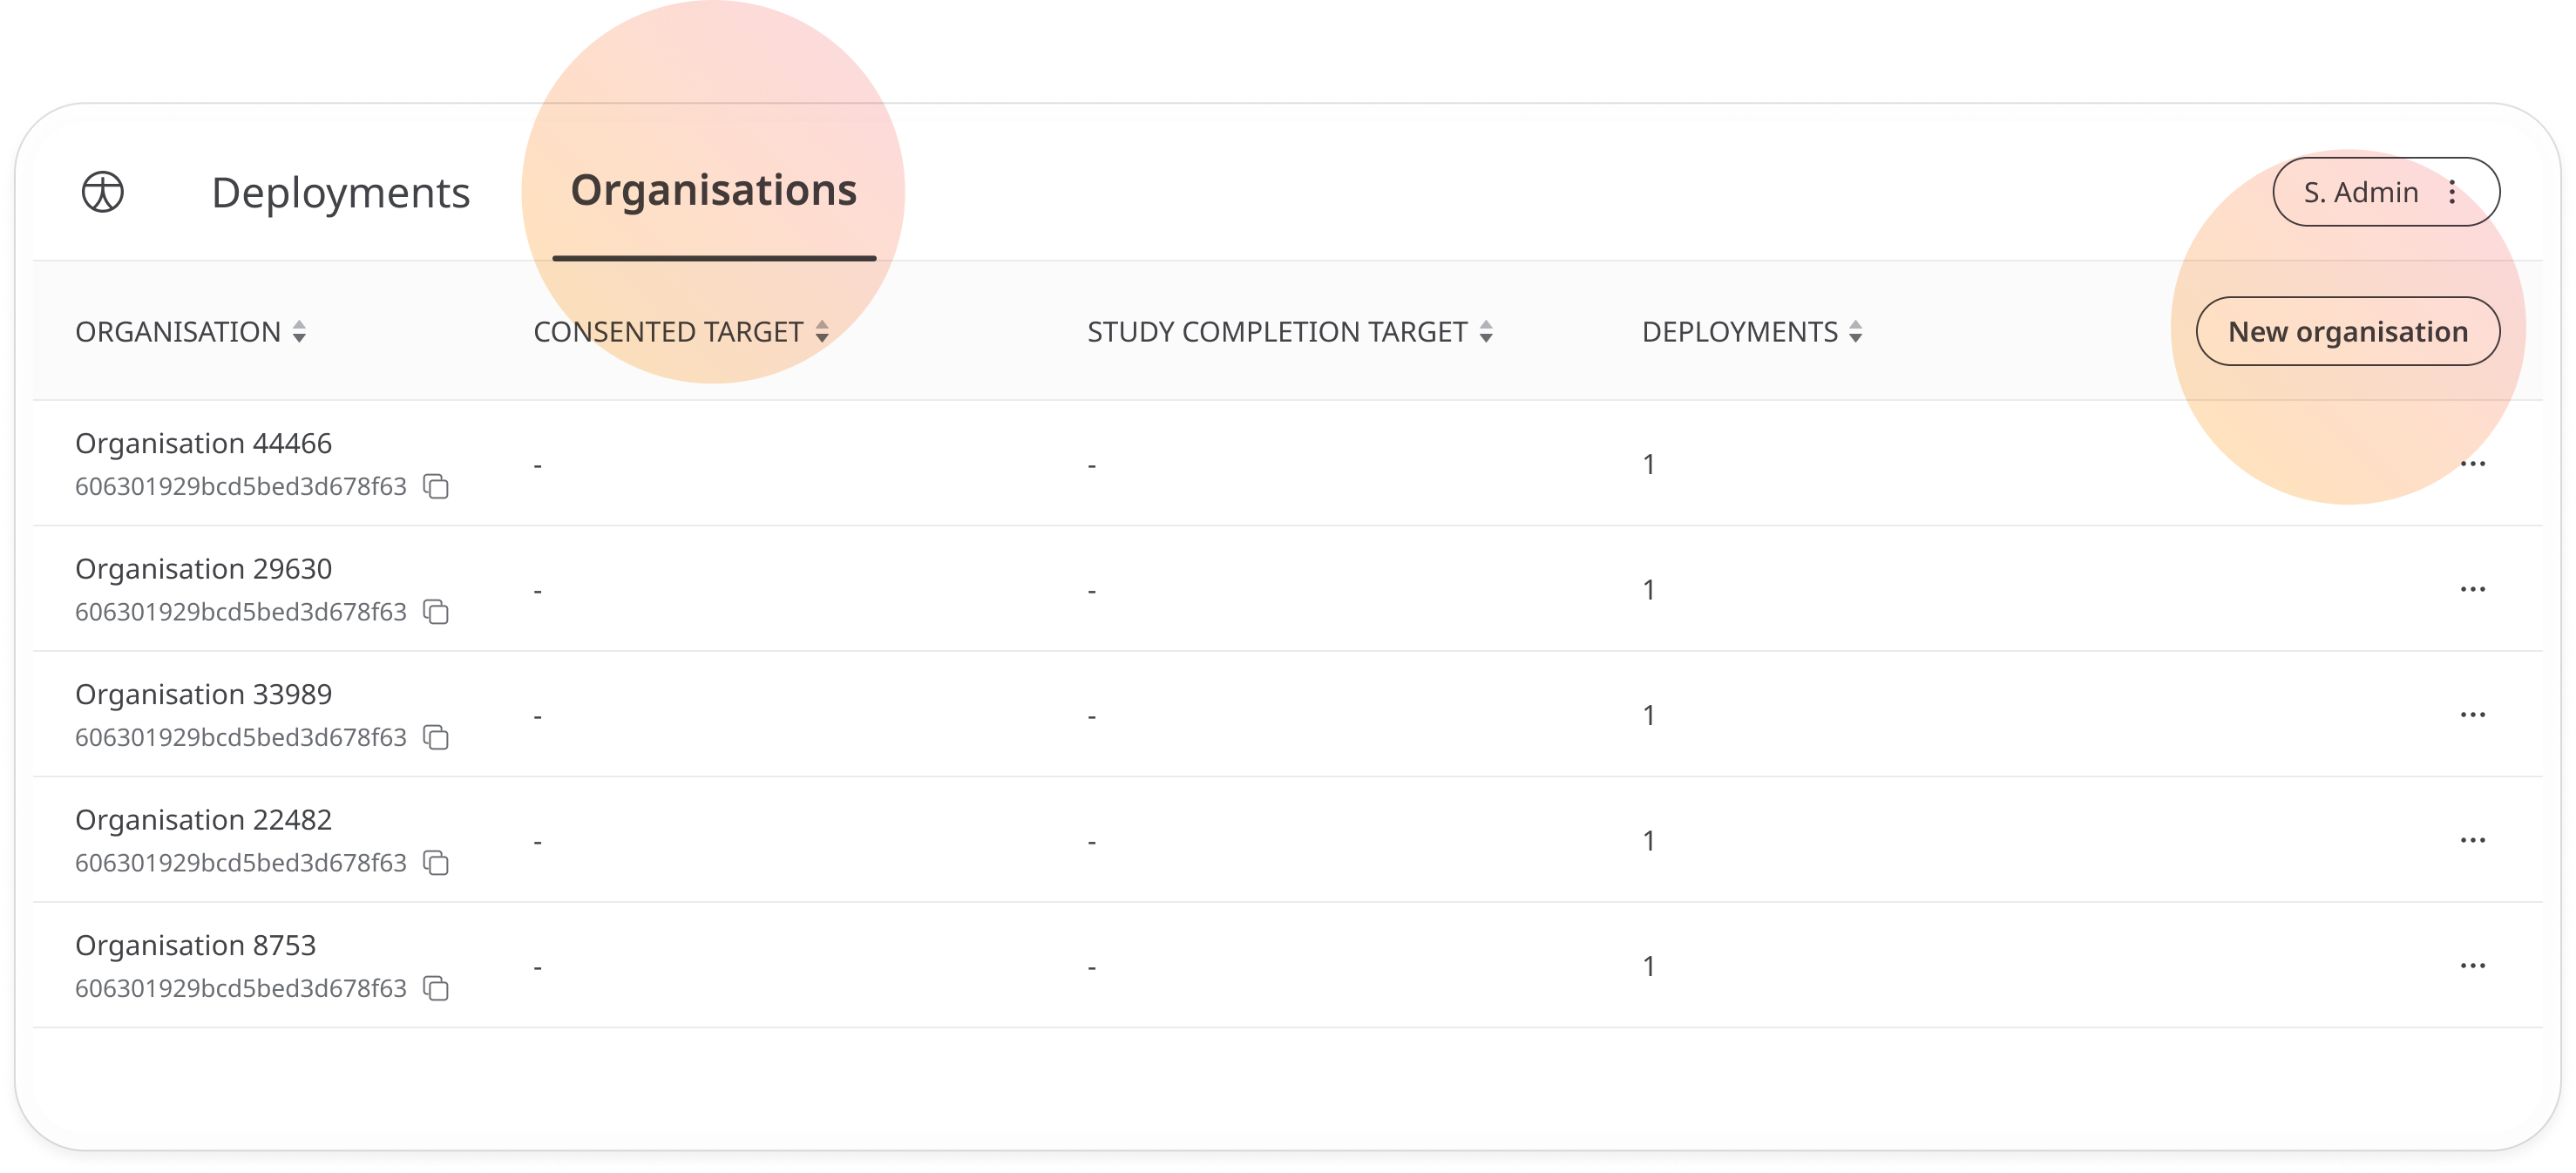 Deployments Organisations S. Admin
ORGANISATION CONSENTED TARGET STUDY COMPLETION TARGET DEPLOYMENTS New organisation
Organisation 44466
606301929bcd5bed3d678f63 - - 1
Organisation 29630
606301929bcd5bed3d678f63 - - 1
Organisation 33989
606301929bcd5bed3d678f63 - - 1
Organisation 22482
606301929bcd5bed3d678f63 - - 1
Organisation 8753
606301929bcd5bed3d678f63 - - 1